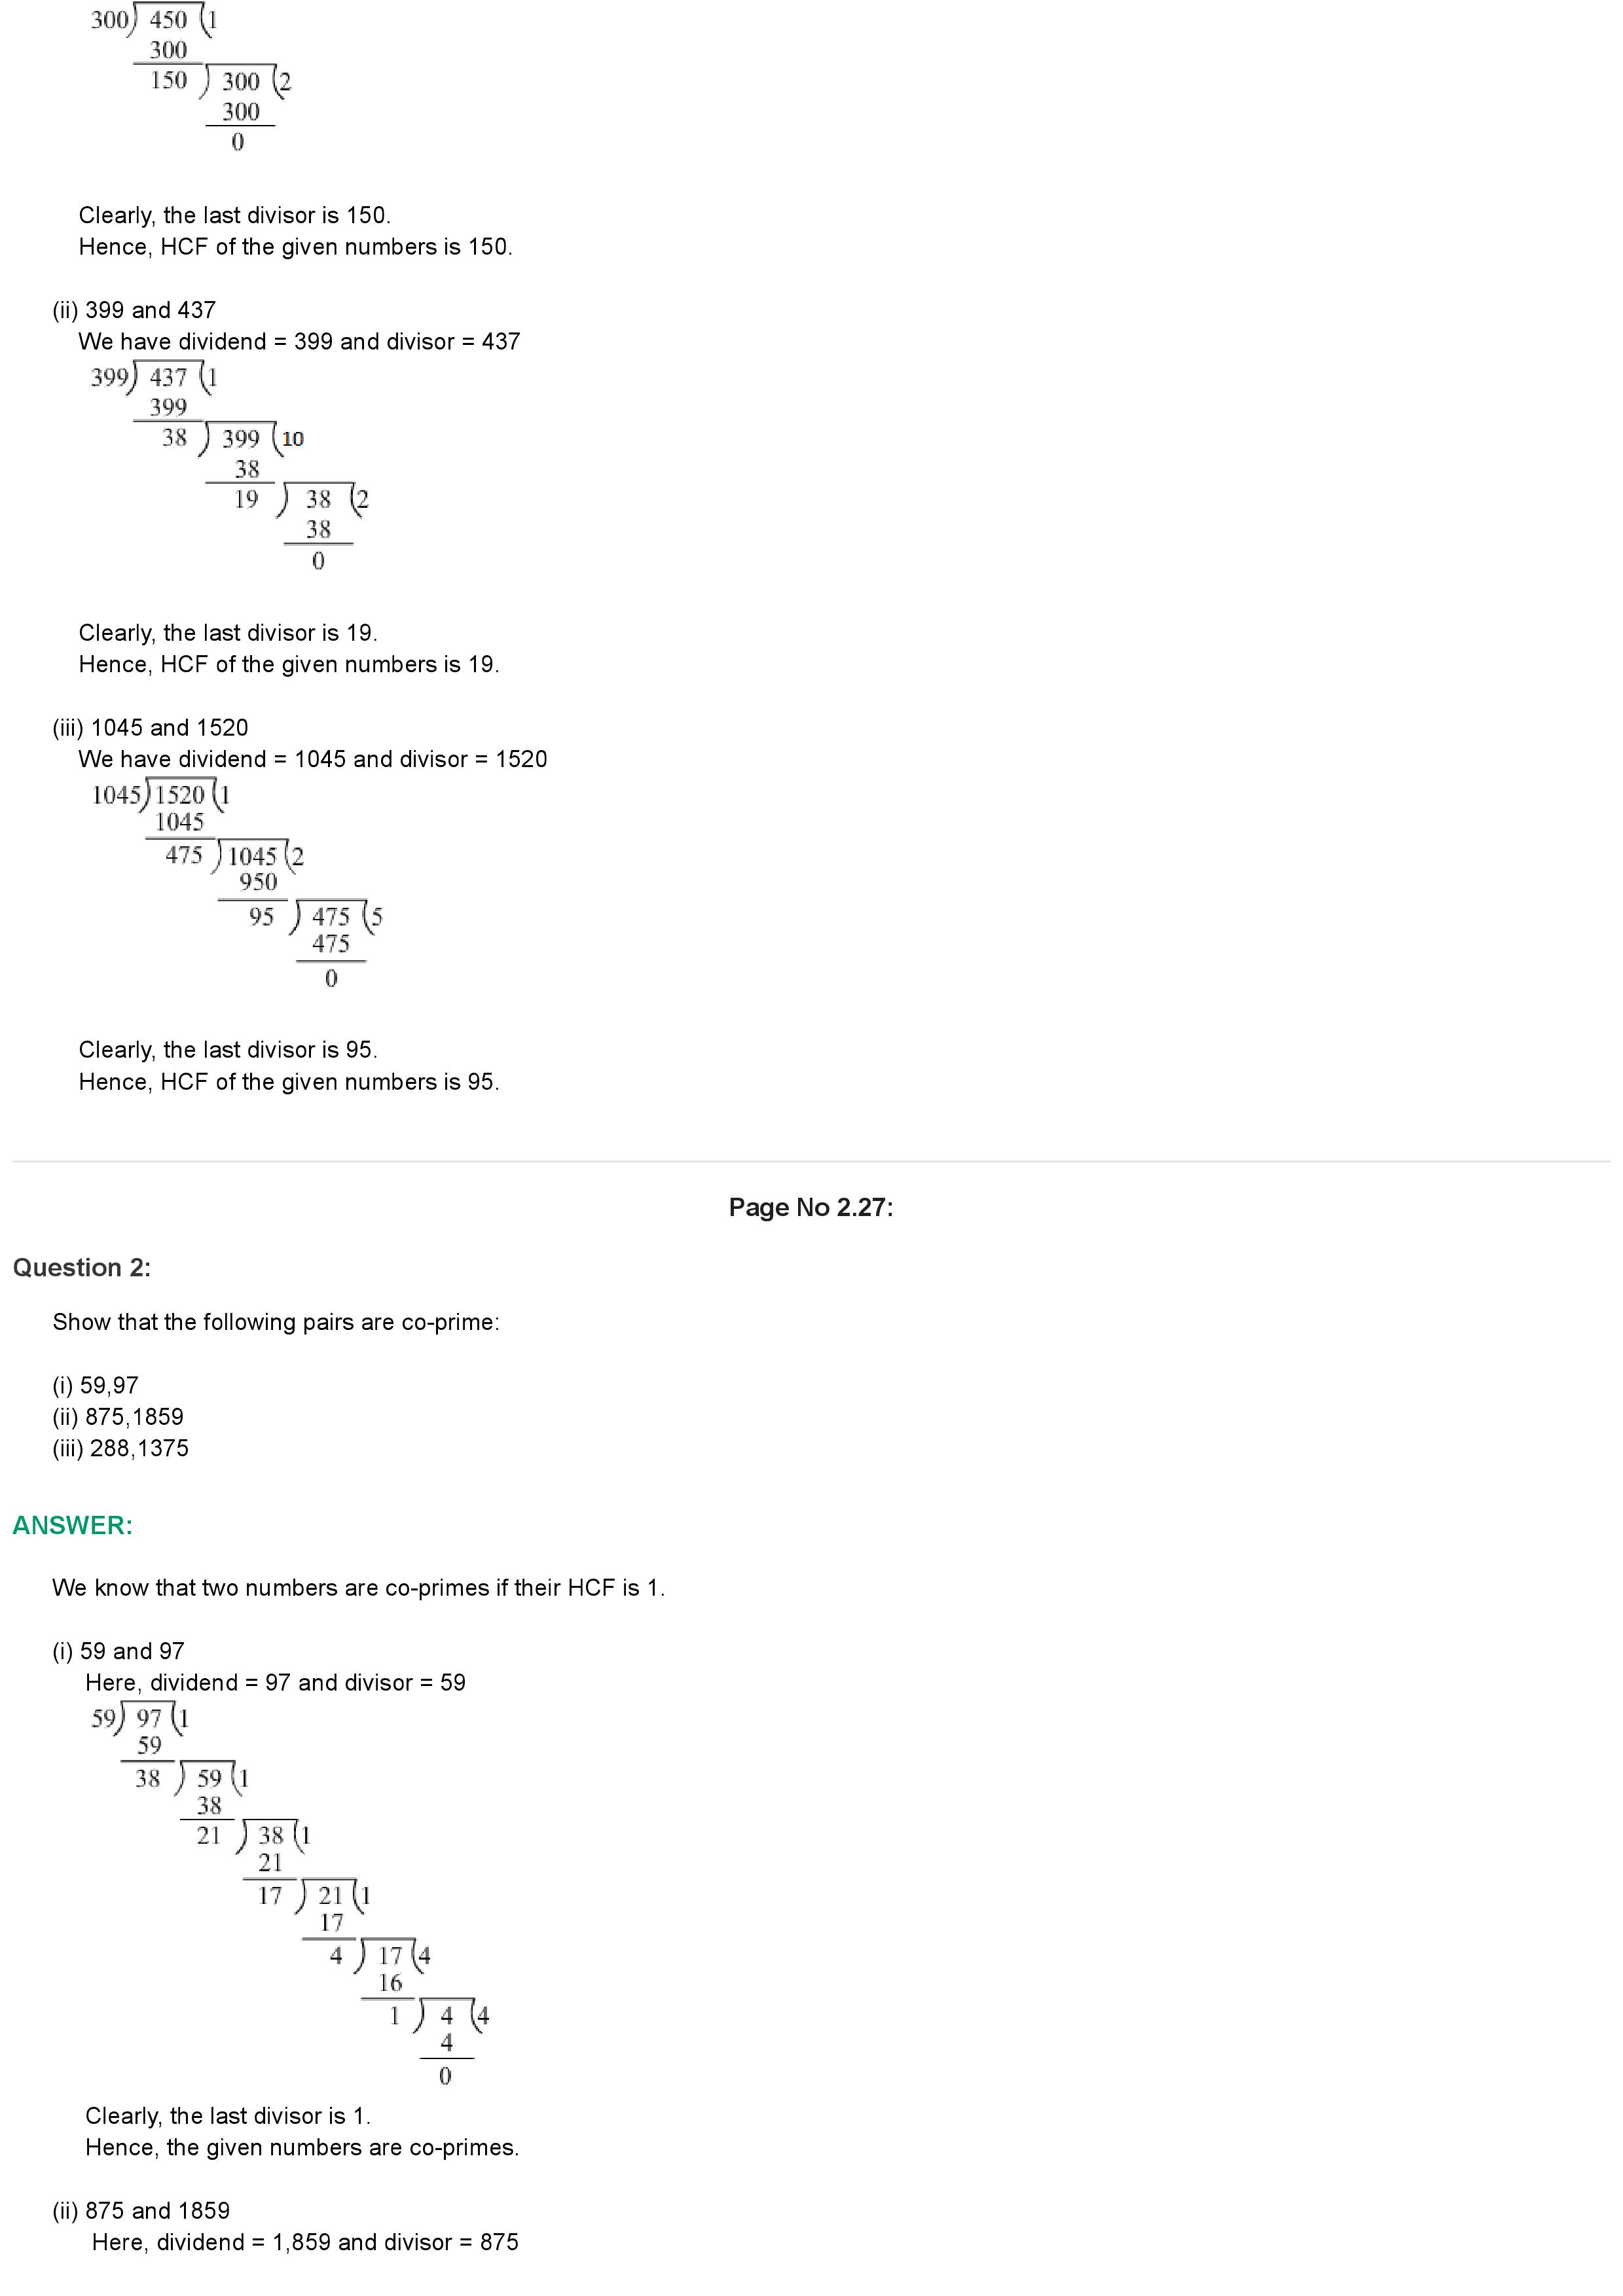 300) 450 (1
300
150 ) 300 (2
300
0
Clearly, the last divisor is 150.
Hence, HCF of the given numbers is 150.
(ii) 399 and 437
We have dividend = 399 and divisor = 437
399) 437 (1
399
38 ) 399 (10
38
19 ) 38 (2
38
0
Clearly, the last divisor is 19.
Hence, HCF of the given numbers is 19.
(iii) 1045 and 1520
We have dividend = 1045 and divisor = 1520
1045)1520(1
1045
475 )1045(2
950
95 ) 475 (5
475
0
Clearly, the last divisor is 95.
Hence, HCF of the given numbers is 95.
Page No 2.27:
Question 2:
Show that the following pairs are co-prime:
(i) 59,97
(ii) 875,1859
(iii) 288,1375
ANSWER:
We know that two numbers are co-primes if their HCF is 1.
(i) 59 and 97
Here, dividend = 97 and divisor = 59
59) 97 (1
59
38 ) 59 (1
38
21 ) 38 (1
21
17 ) 21 (1
17
4 ) 17 (4
16
1 ) 4 (4
4
0
Clearly, the last divisor is 1.
Hence, the given numbers are co-primes.
(ii) 875 and 1859
Here, dividend = 1,859 and divisor = 875